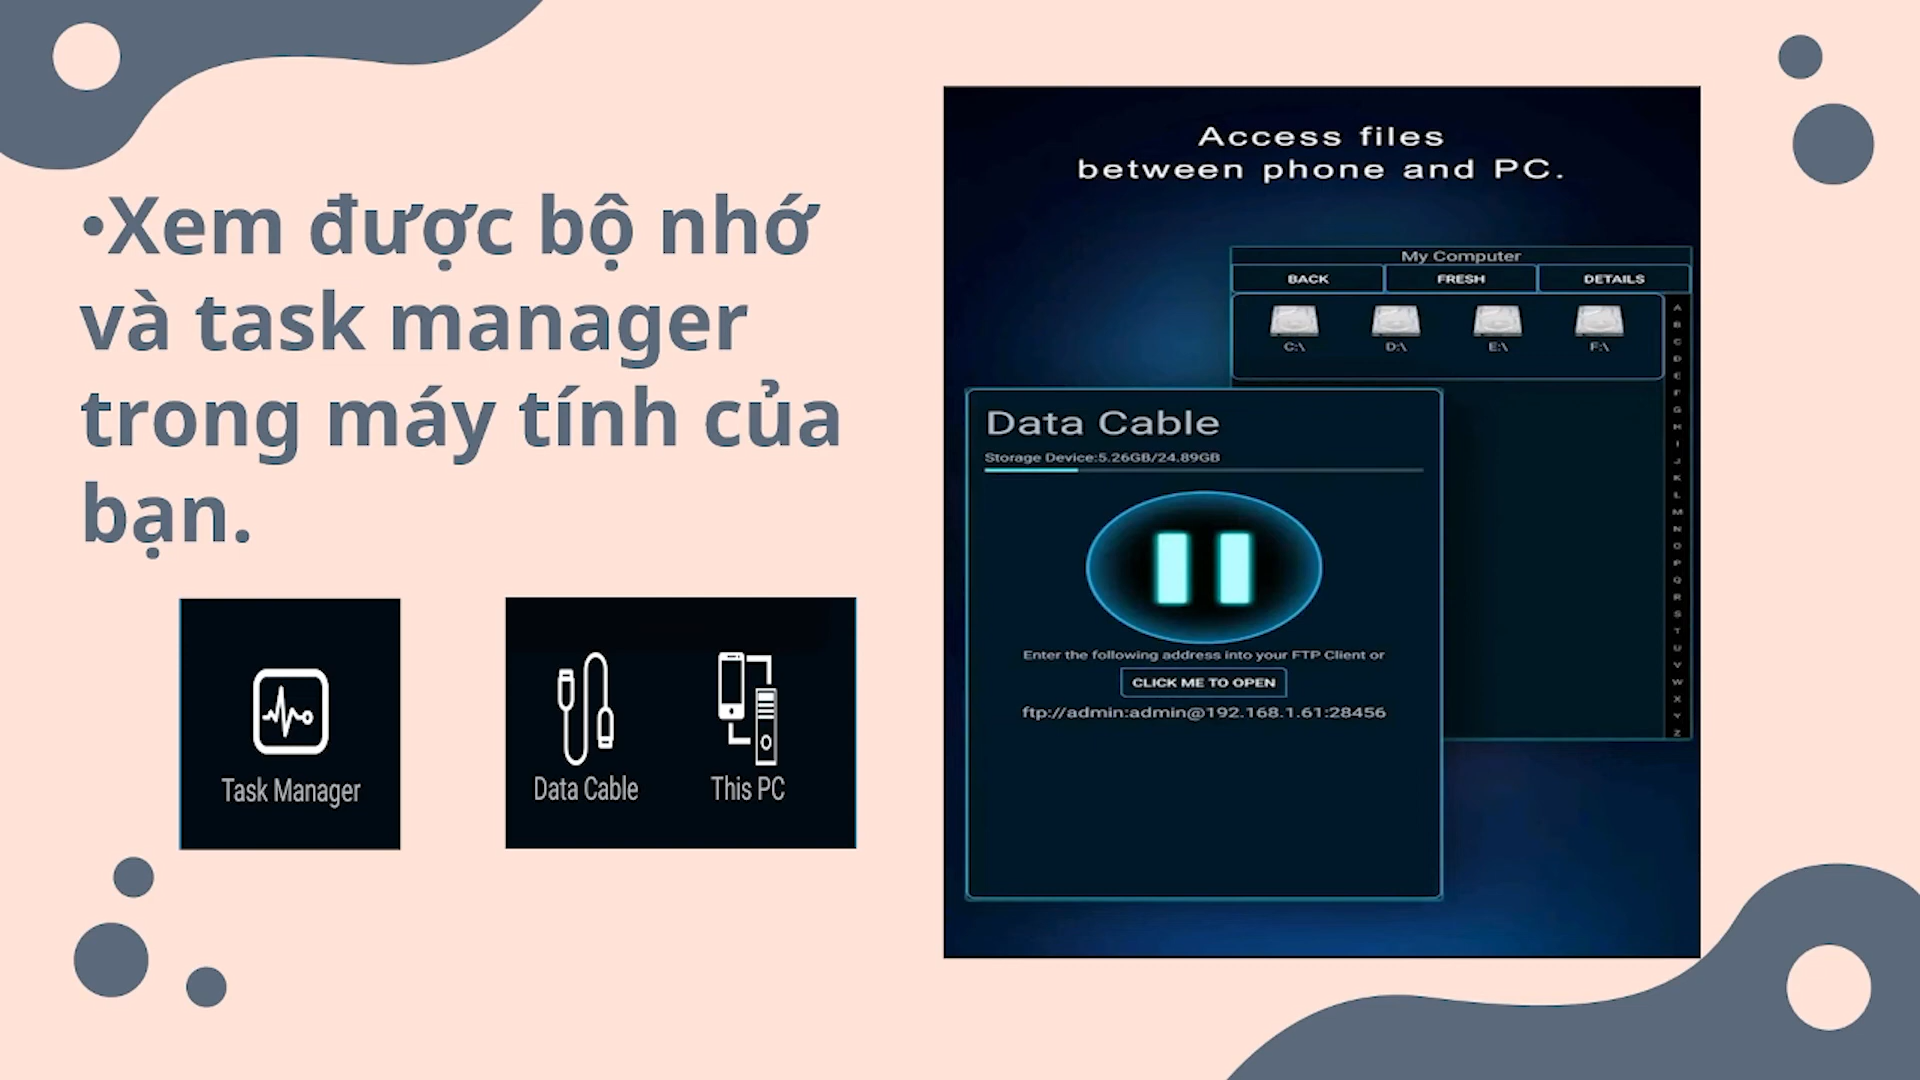 •Xem được bộ nhớ
và task manager
trong máy tính của
bạn.
Task Manager
Data Cable
This PC
Access files
between phone and PC.
My Computer
BACK
FRESH
DETAILS
C:\
D:\
E:\
F:\
A
B
C
D
E
F
G
H
I
J
K
L
M
N
O
P
Q
R
S
T
U
V
W
X
Y
Z
Data Cable
Storage Device:5.26GB/24.89GB
Enter the following address into your FTP Client or
CLICK ME TO OPEN
ftp://admin:admin@192.168.1.61:28456